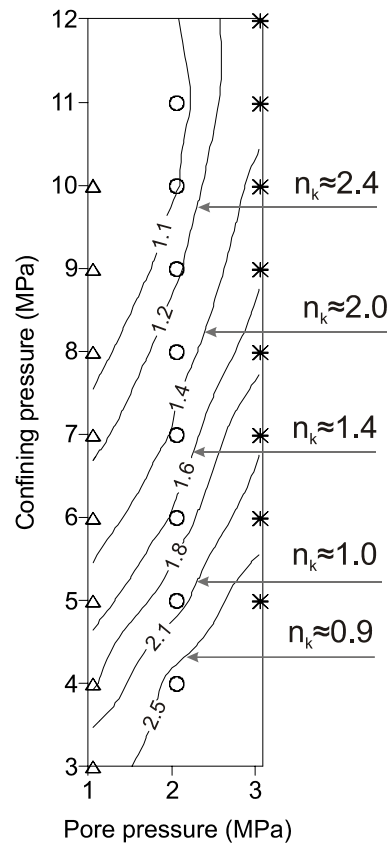 12
11
10
9
8
7
6
5
4
3
1
2
3
Confining pressure (MPa)
Pore pressure (MPa)
1.1
1.2
1.4
1.6
1.8
2.1
2.5
nₖ≈2.4
nₖ≈2.0
nₖ≈1.4
nₖ≈1.0
nₖ≈0.9